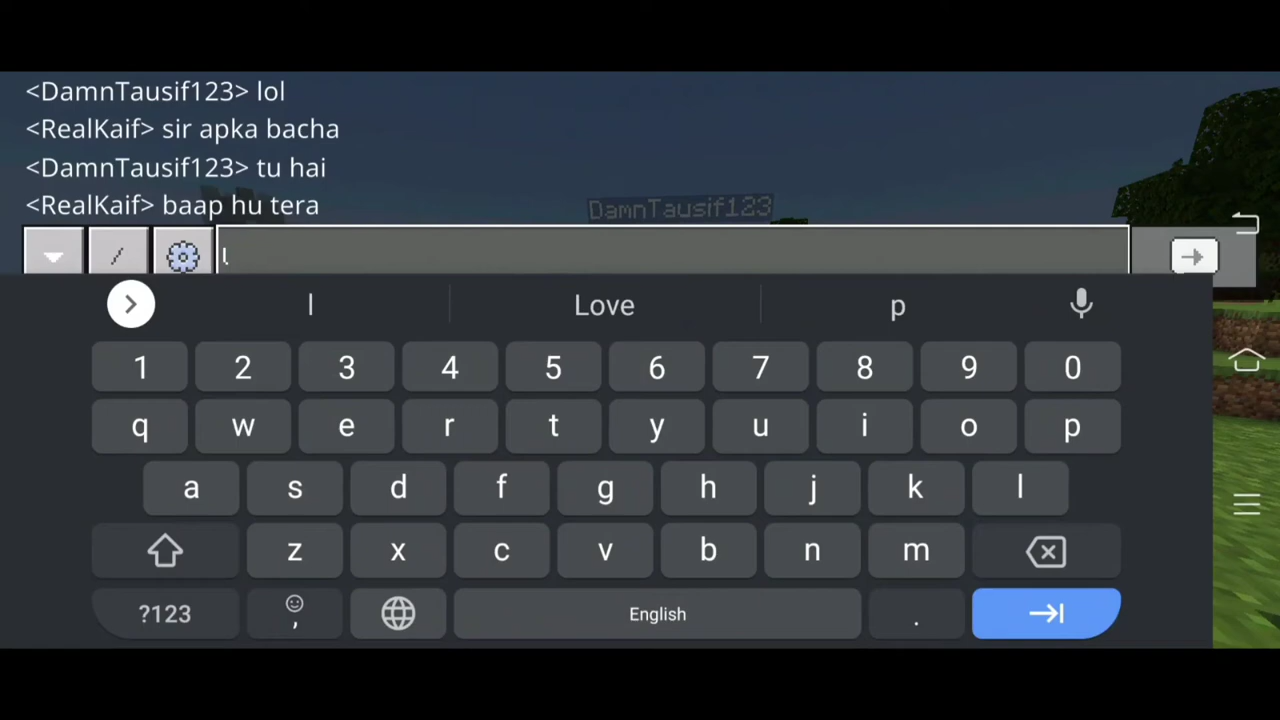 <DamnTausif123> lol
<RealKaif> sir apka bacha
<DamnTausif123> tu hai
<RealKaif> baap hu tera
DamnTausif123
/ l
l Love p
1 2 3 4 5 6 7 8 9 0
q w e r t y u i o p
a s d f g h j k l
z x c v b n m
?123 , English .